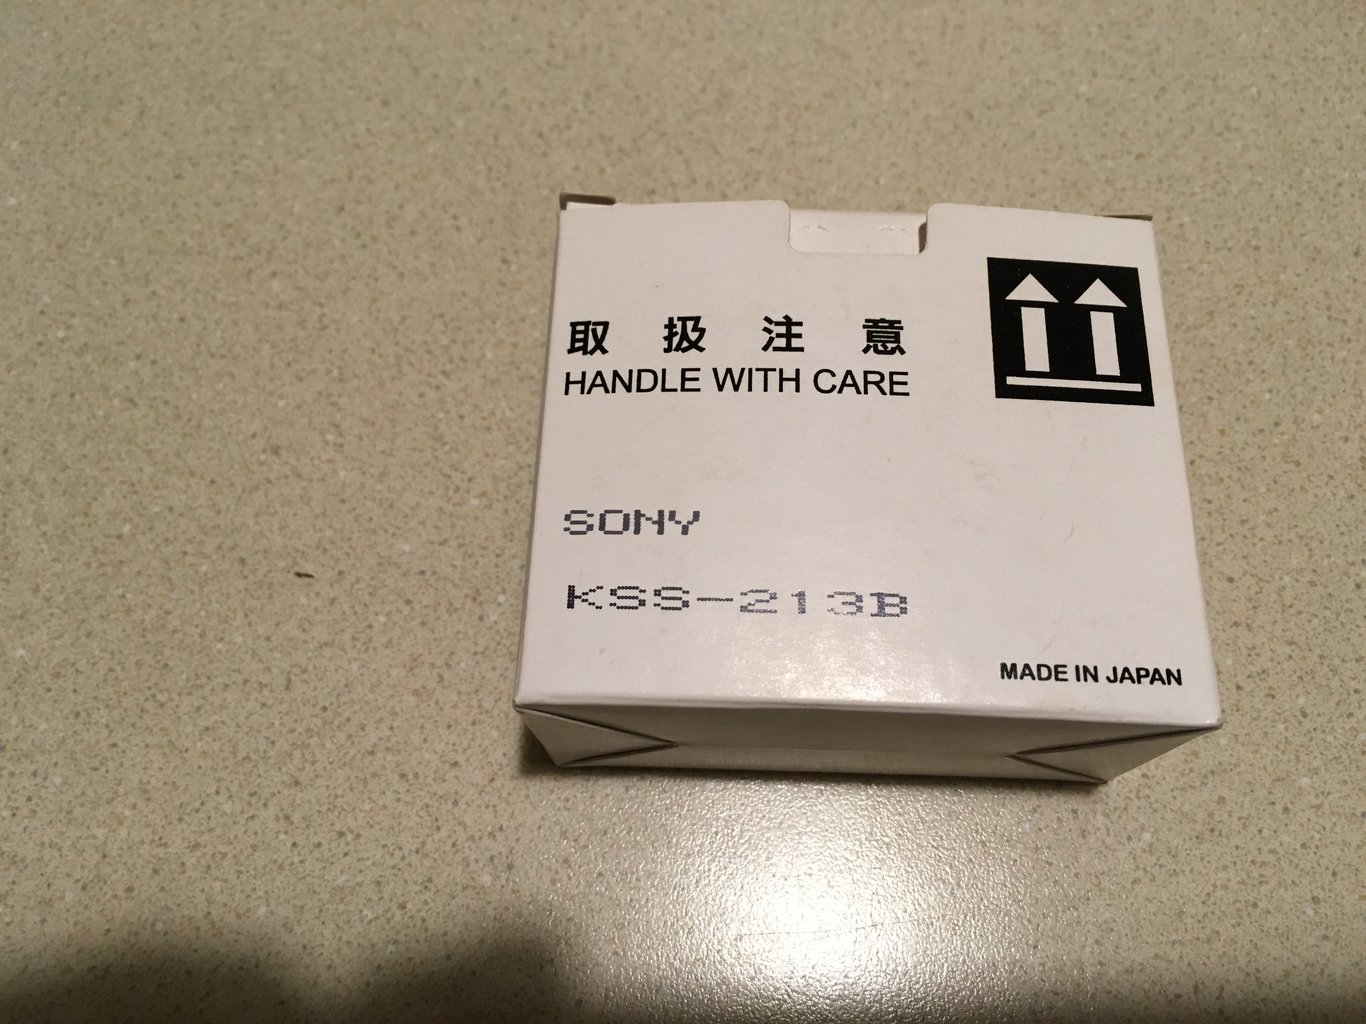 取扱注意
HANDLE WITH CARE
SONY
KSS-213B
MADE IN JAPAN